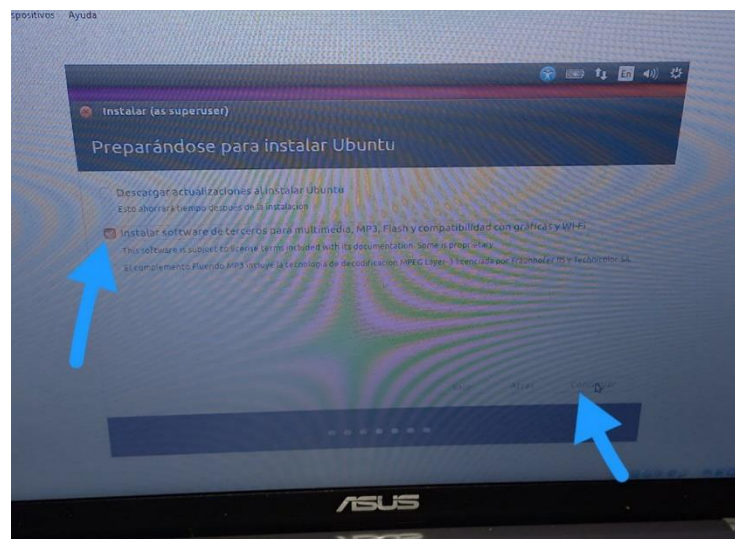 spositivos Ayuda
En
Instalar (as superuser)
Preparándose para instalar Ubuntu
Descargar actualizaciones al instalar Ubuntu
Esto ahorrará tiempo después de la instalación
Instalar software de terceros para multimedia, MP3, Flash y compatibilidad con gráficas y Wi-Fi
This software is subject to license terms included with its documentation. Some is proprietary.
El complemento Fluendo MP3 incluye la tecnología de decodificación MPEG Layer-3 licenciada por Fraunhofer IIS y Technicolor SA.
Atrás
ASUS